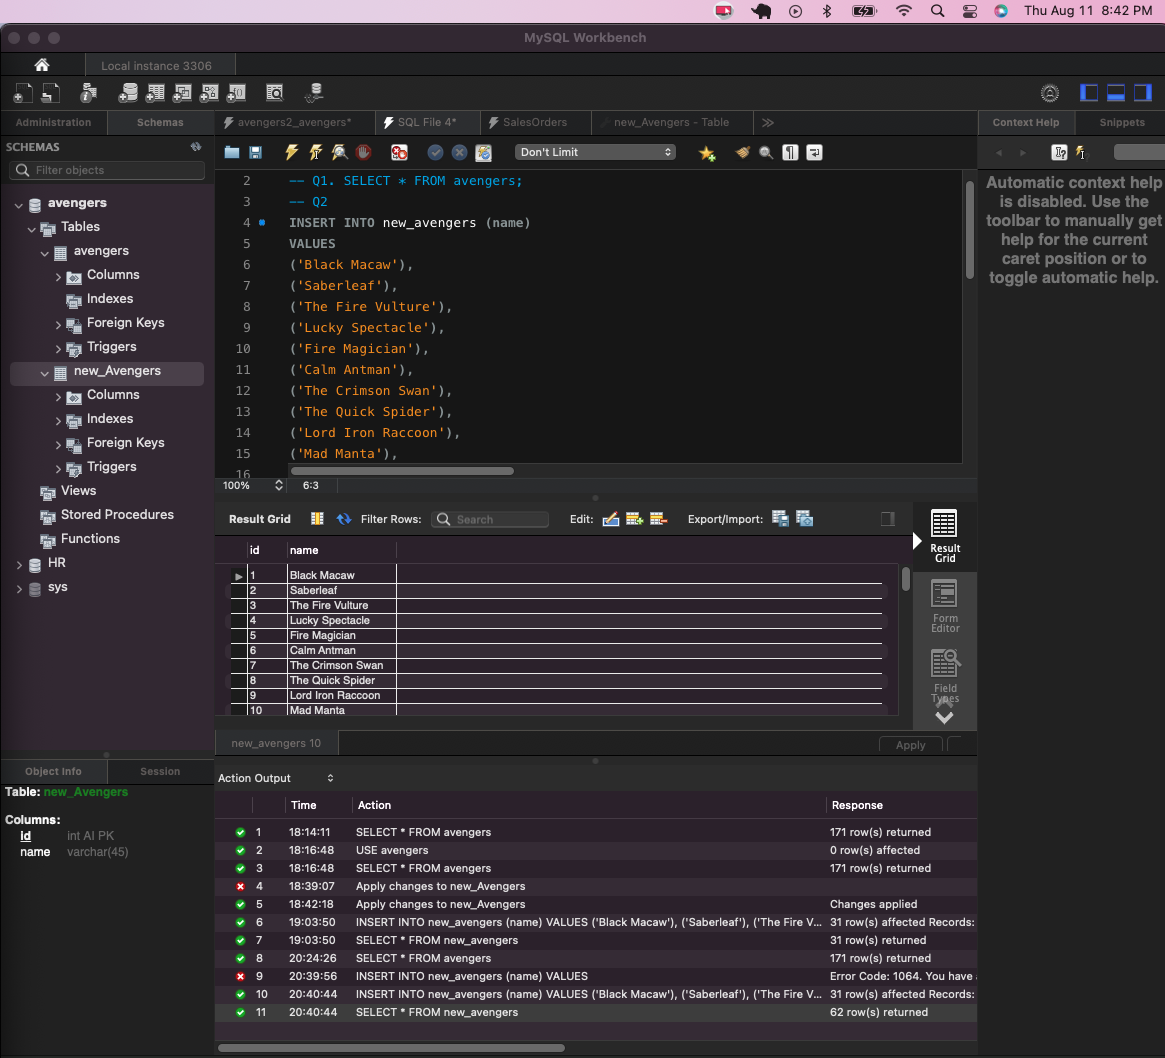 Thu Aug 11 8:42 PM
MySQL Workbench
Local instance 3306
Administration Schemas avengers2_avengers* SQL File 4* SalesOrders new_Avengers - Table Context Help Snippets
SCHEMAS
Filter objects
avengers
Tables
avengers
Columns
Indexes
Foreign Keys
Triggers
new_Avengers
Columns
Indexes
Foreign Keys
Triggers
Views
Stored Procedures
Functions
HR
sys
Object Info Session
Table: new_Avengers
Columns:
id int AI PK
name varchar(45)
Don't Limit
2 -- Q1. SELECT * FROM avengers;
3 -- Q2
4 INSERT INTO new_avengers (name)
5 VALUES
6 ('Black Macaw'),
7 ('Saberleaf'),
8 ('The Fire Vulture'),
9 ('Lucky Spectacle'),
10 ('Fire Magician'),
11 ('Calm Antman'),
12 ('The Crimson Swan'),
13 ('The Quick Spider'),
14 ('Lord Iron Raccoon'),
15 ('Mad Manta'),
16
100% 6:3
Result Grid Filter Rows: Search Edit: Export/Import:
id name
1 Black Macaw
2 Saberleaf
3 The Fire Vulture
4 Lucky Spectacle
5 Fire Magician
6 Calm Antman
7 The Crimson Swan
8 The Quick Spider
9 Lord Iron Raccoon
10 Mad Manta
Result
Grid
Form
Editor
Field
Types
new_avengers 10 Apply
Action Output
Time Action Response
1 18:14:11 SELECT * FROM avengers 171 row(s) returned
2 18:16:48 USE avengers 0 row(s) affected
3 18:16:48 SELECT * FROM avengers 171 row(s) returned
4 18:39:07 Apply changes to new_Avengers
5 18:42:18 Apply changes to new_Avengers Changes applied
6 19:03:50 INSERT INTO new_avengers (name) VALUES ('Black Macaw'), ('Saberleaf'), ('The Fire V... 31 row(s) affected Records:
7 19:03:50 SELECT * FROM new_avengers 31 row(s) returned
8 20:24:26 SELECT * FROM avengers 171 row(s) returned
9 20:39:56 INSERT INTO new_avengers (name) VALUES Error Code: 1064. You have
10 20:40:44 INSERT INTO new_avengers (name) VALUES ('Black Macaw'), ('Saberleaf'), ('The Fire V... 31 row(s) affected Records:
11 20:40:44 SELECT * FROM new_avengers 62 row(s) returned
Automatic context help
is disabled. Use the
toolbar to manually get
help for the current
caret position or to
toggle automatic help.